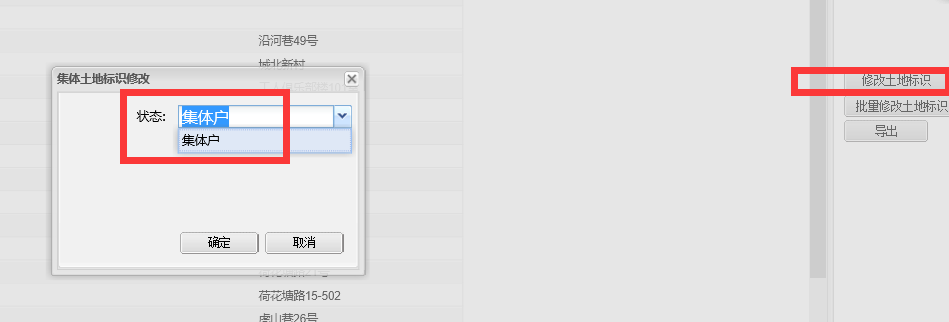 沿河巷49号
城北新村
集体土地标识修改
修改土地标识
状态:
集体户
集体户
批量修改土地标识
导出
确定
取消
荷花塘路15-502
虎山巷26号